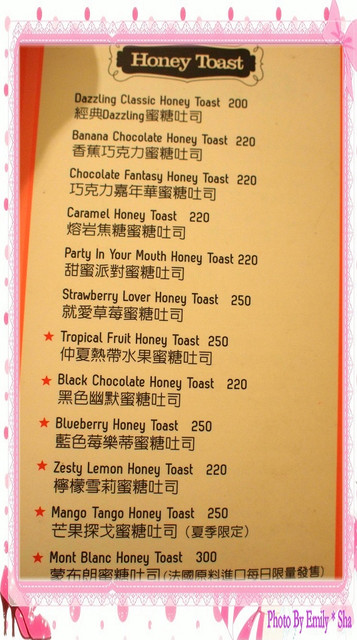 Honey Toast
Dazzling Classic Honey Toast 200
經典Dazzling蜜糖吐司
Banana Chocolate Honey Toast 220
香蕉巧克力蜜糖吐司
Chocolate Fantasy Honey Toast 220
巧克力嘉年華蜜糖吐司
Caramel Honey Toast 220
熔岩焦糖蜜糖吐司
Party In Your Mouth Honey Toast 220
甜蜜派對蜜糖吐司
Strawberry Lover Honey Toast 250
就愛草莓蜜糖吐司
★ Tropical Fruit Honey Toast 250
仲夏熱帶水果蜜糖吐司
★ Black Chocolate Honey Toast 220
黑色幽默蜜糖吐司
★ Blueberry Honey Toast 250
藍色莓樂蒂蜜糖吐司
★ Zesty Lemon Honey Toast 220
檸檬雪莉蜜糖吐司
★ Mango Tango Honey Toast 250
芒果探戈蜜糖吐司（夏季限定）
★ Mont Blanc Honey Toast 300
蒙布朗蜜糖吐司(法國原料進口每日限量發售)
Photo By Emily * Sha